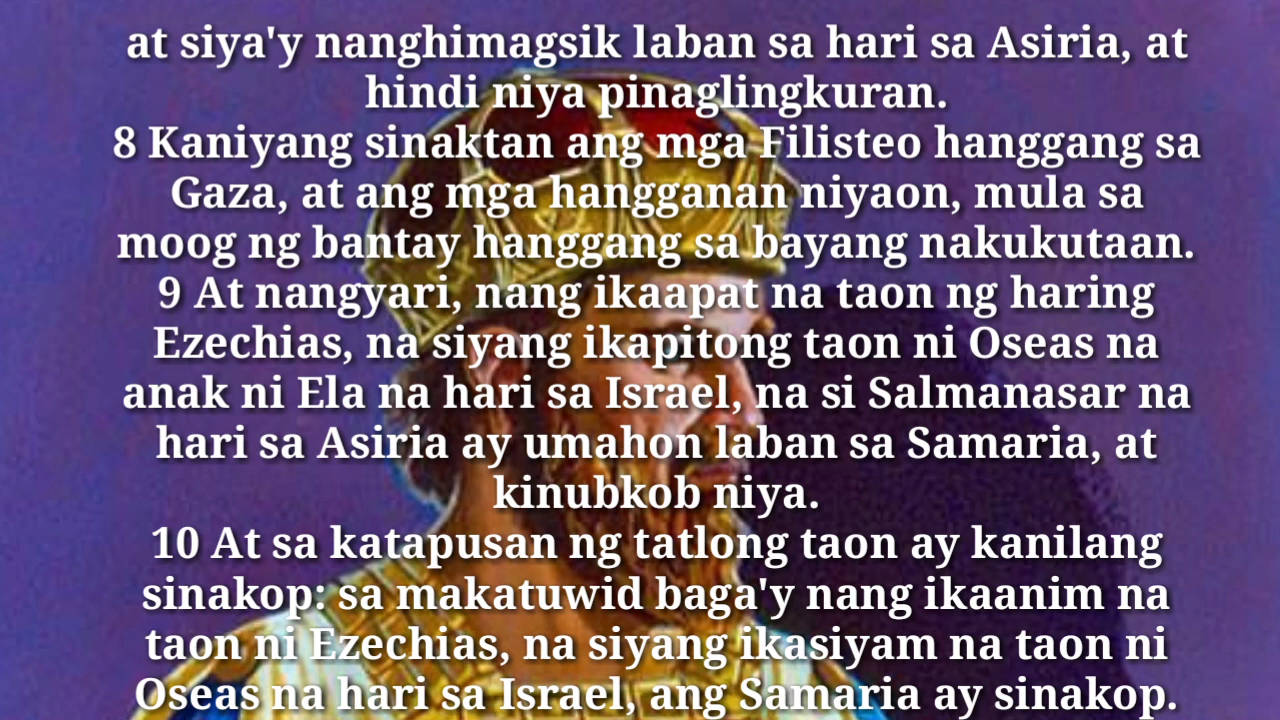 at siya'y nanghimagsik laban sa hari sa Asiria, at
hindi niya pinaglingkuran.
8 Kaniyang sinaktan ang mga Filisteo hanggang sa
Gaza, at ang mga hangganan niyaon, mula sa
moog ng bantay hanggang sa bayang nakukutaan.
9 At nangyari, nang ikaapat na taon ng haring
Ezechias, na siyang ikapitong taon ni Oseas na
anak ni Ela na hari sa Israel, na si Salmanasar na
hari sa Asiria ay umahon laban sa Samaria, at
kinubkob niya.
10 At sa katapusan ng tatlong taon ay kanilang
sinakop: sa makatuwid baga'y nang ikaanim na
taon ni Ezechias, na siyang ikasiyam na taon ni
Oseas na hari sa Israel, ang Samaria ay sinakop.